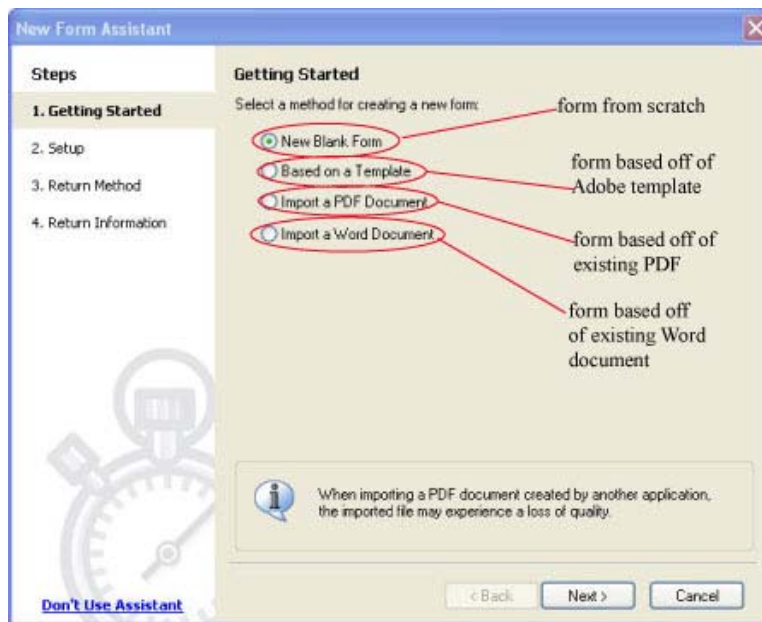 New Form Assistant
Steps
1. Getting Started
2. Setup
3. Return Method
4. Return Information
Don't Use Assistant
Getting Started
Select a method for creating a new form:
New Blank Form
Based on a Template
Import a PDF Document
Import a Word Document
form from scratch
form based off of
Adobe template
form based off of
existing PDF
form based off
of existing Word
document
When importing a PDF document created by another application,
the imported file may experience a loss of quality.
< Back
Next >
Cancel